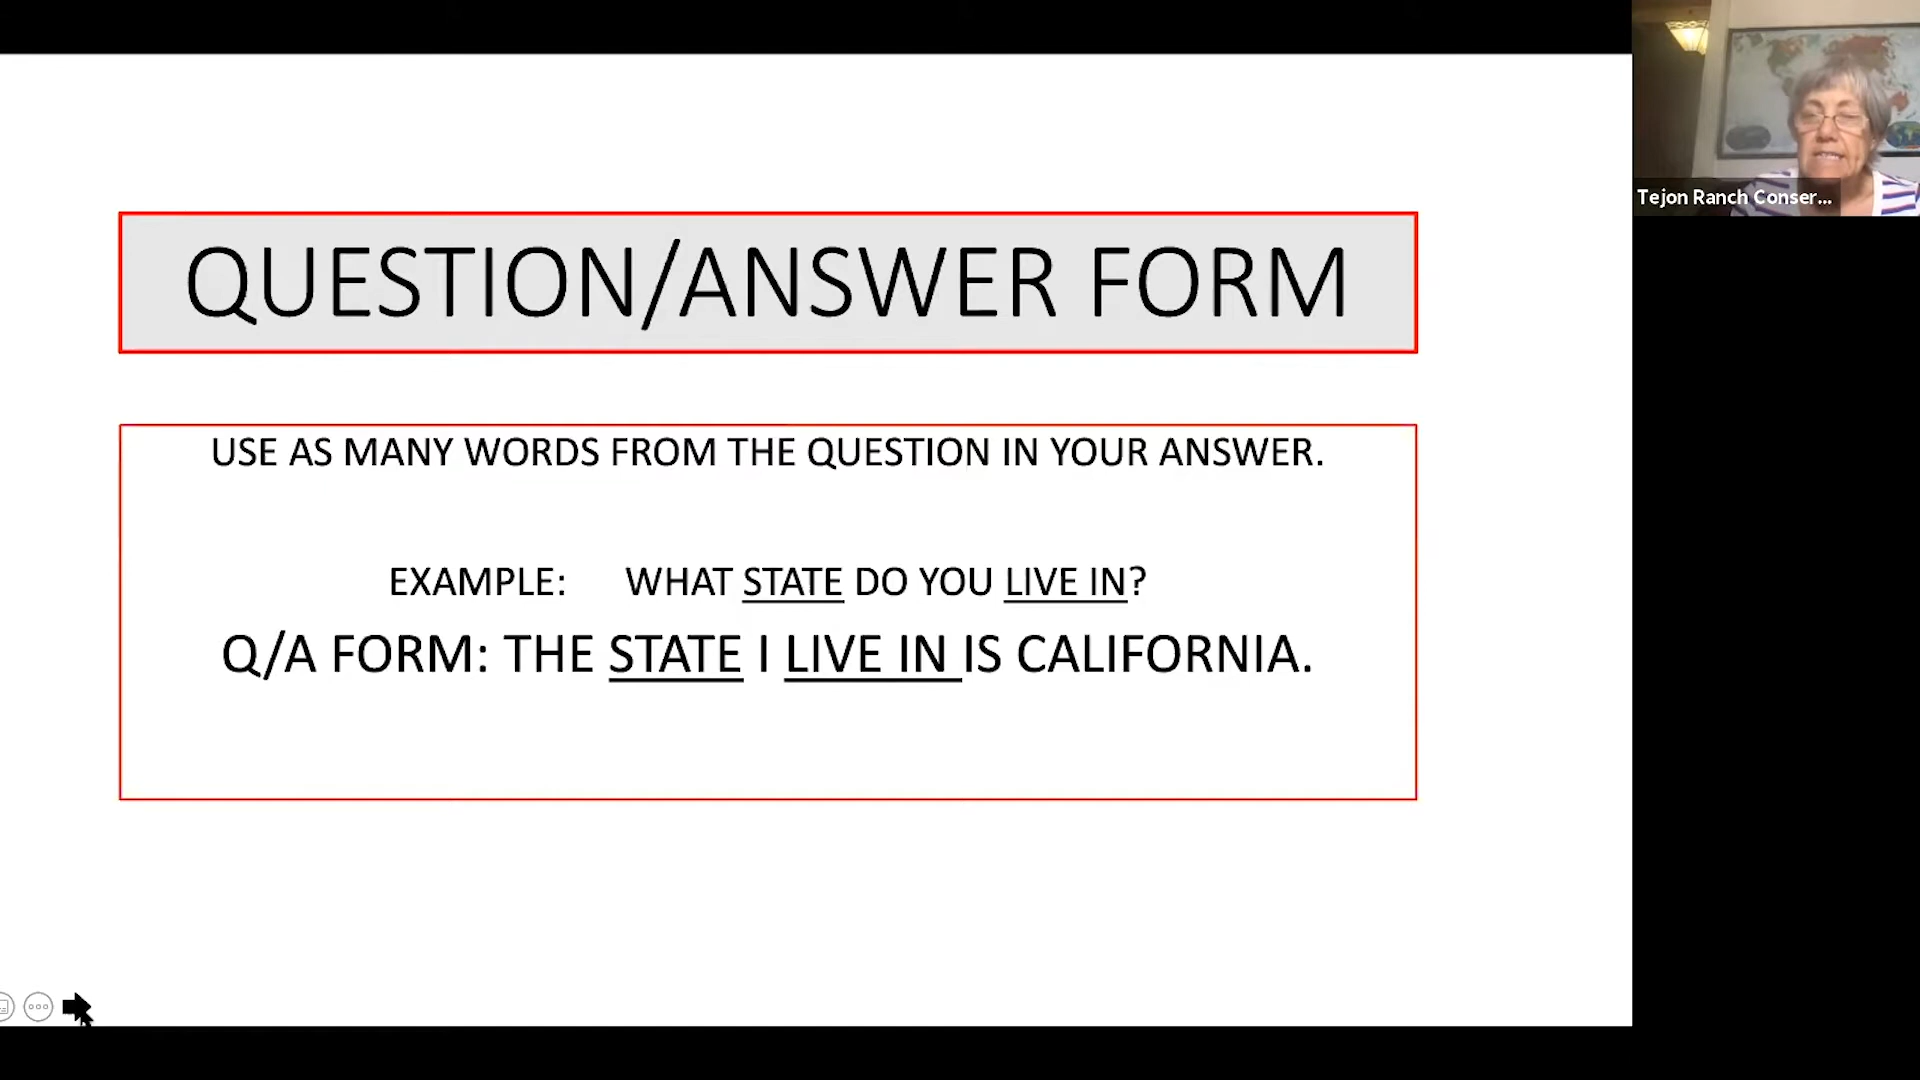 QUESTION/ANSWER FORM
USE AS MANY WORDS FROM THE QUESTION IN YOUR ANSWER.
EXAMPLE: WHAT STATE DO YOU LIVE IN?
Q/A FORM: THE STATE I LIVE IN IS CALIFORNIA.
Tejon Ranch Conser...